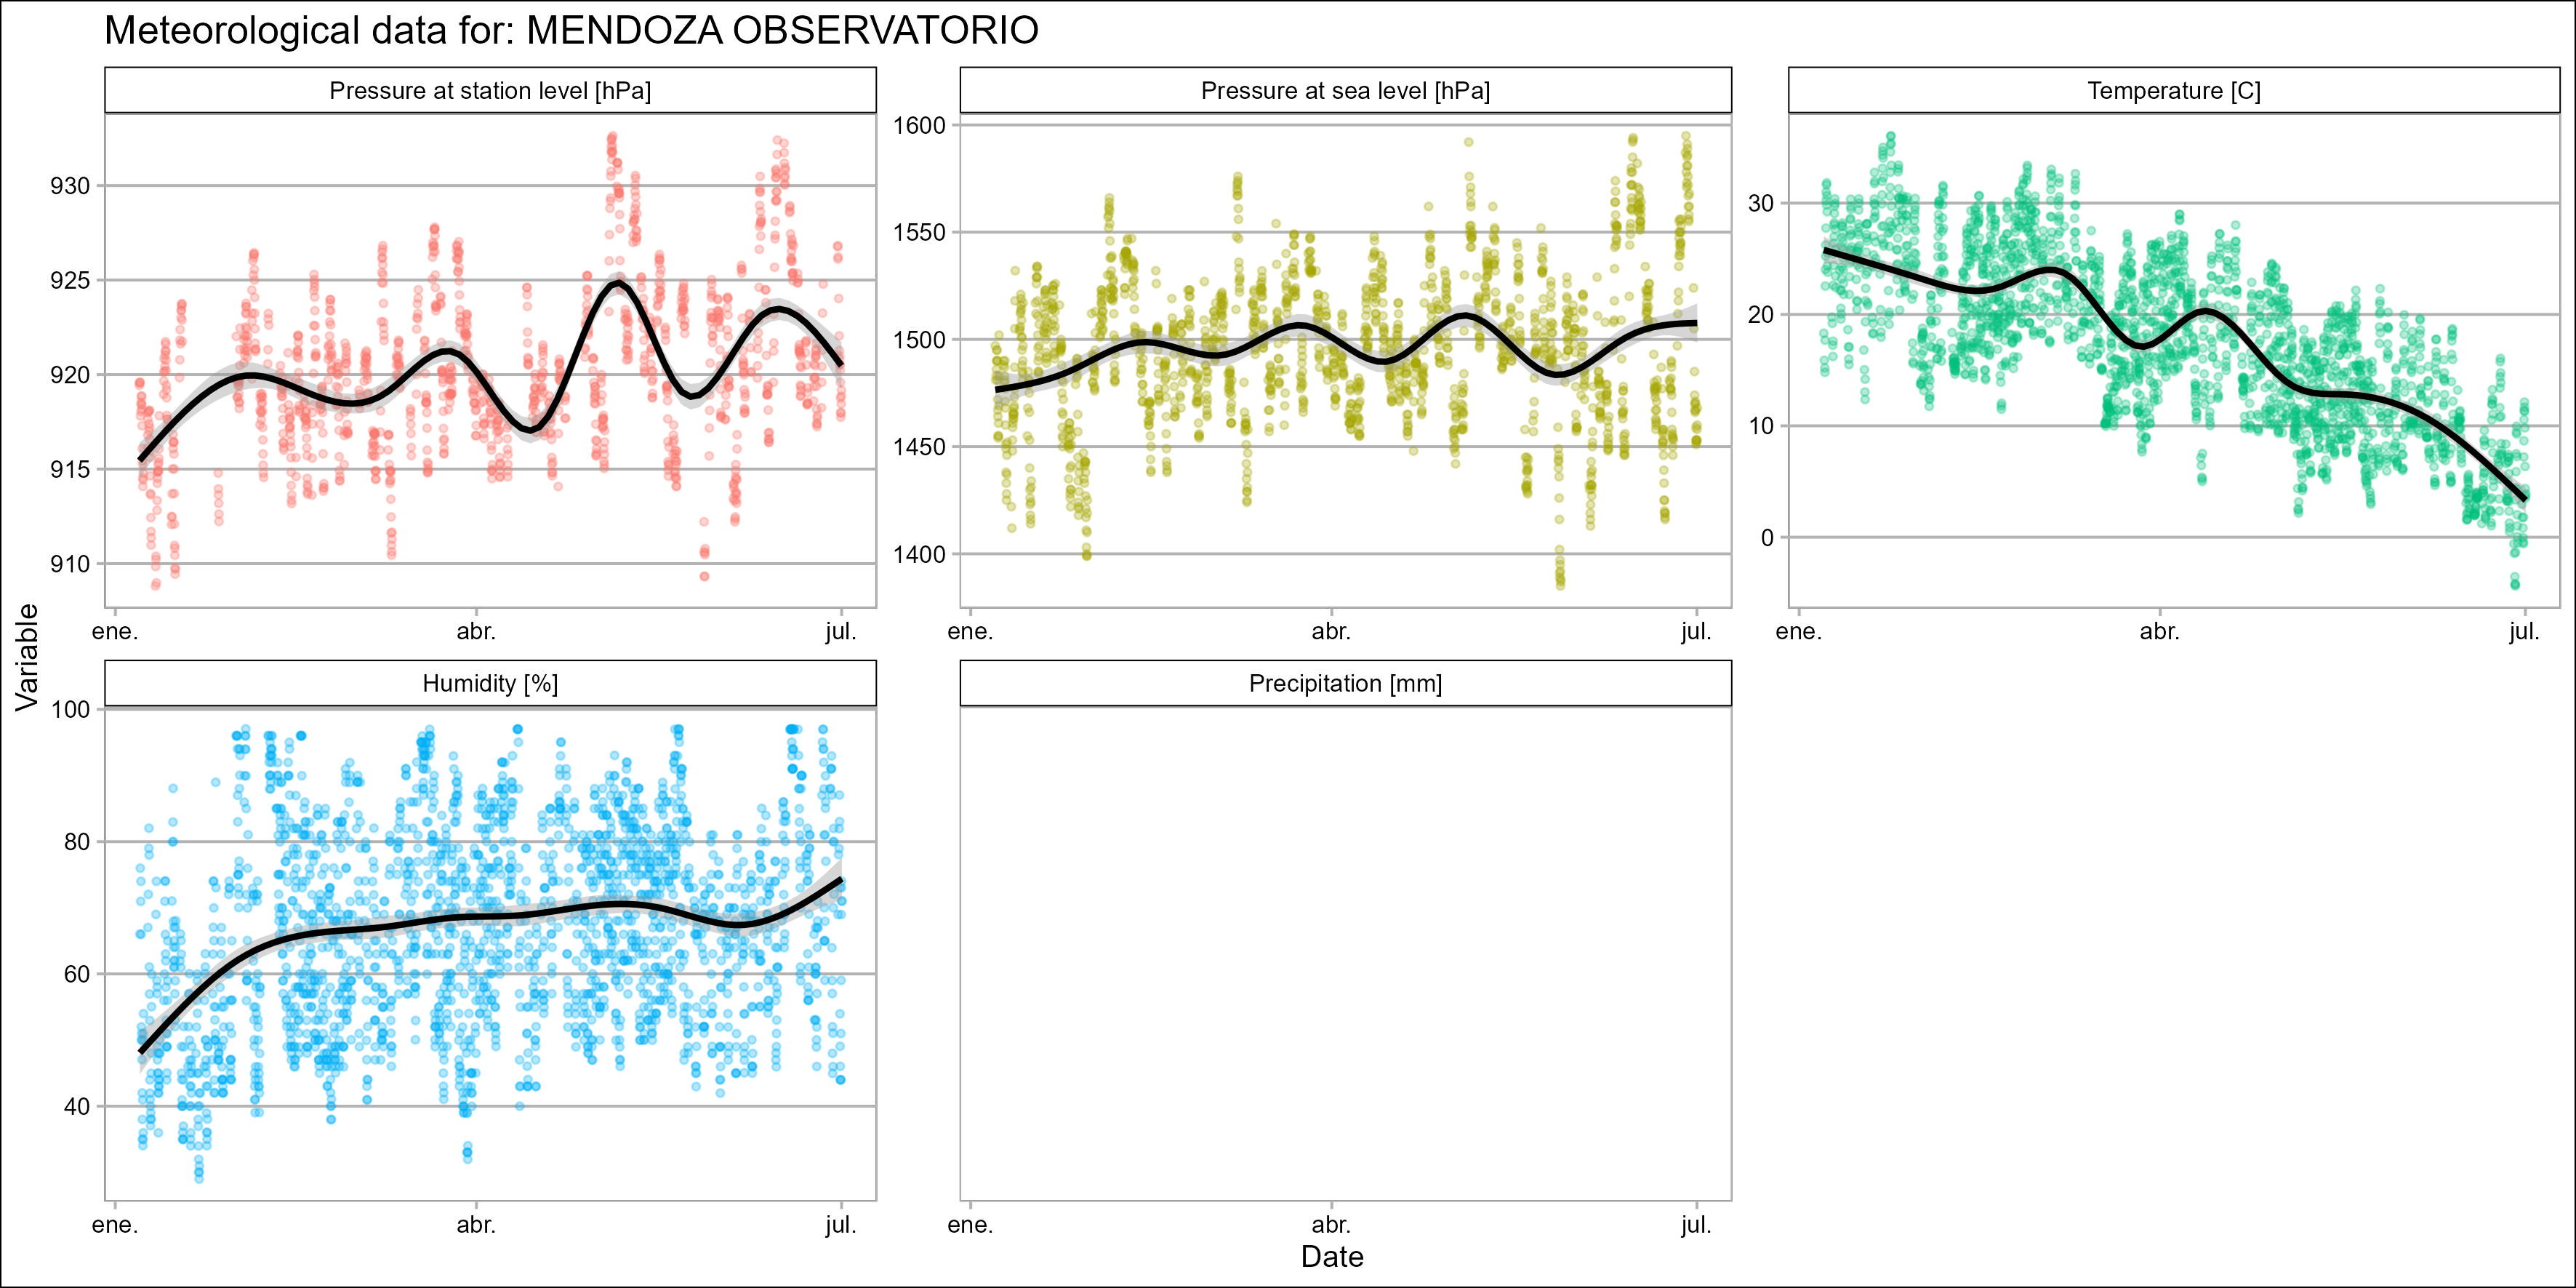 Meteorological data for: MENDOZA OBSERVATORIO
Pressure at station level [hPa]
930
925
920
915
910
ene.
abr.
jul.
Pressure at sea level [hPa]
1600
1550
1500
1450
1400
ene.
abr.
jul.
Temperature [C]
30
20
10
0
ene.
abr.
jul.
Variable
Humidity [%]
100
80
60
40
ene.
abr.
jul.
Precipitation [mm]
ene.
abr.
jul.
Date